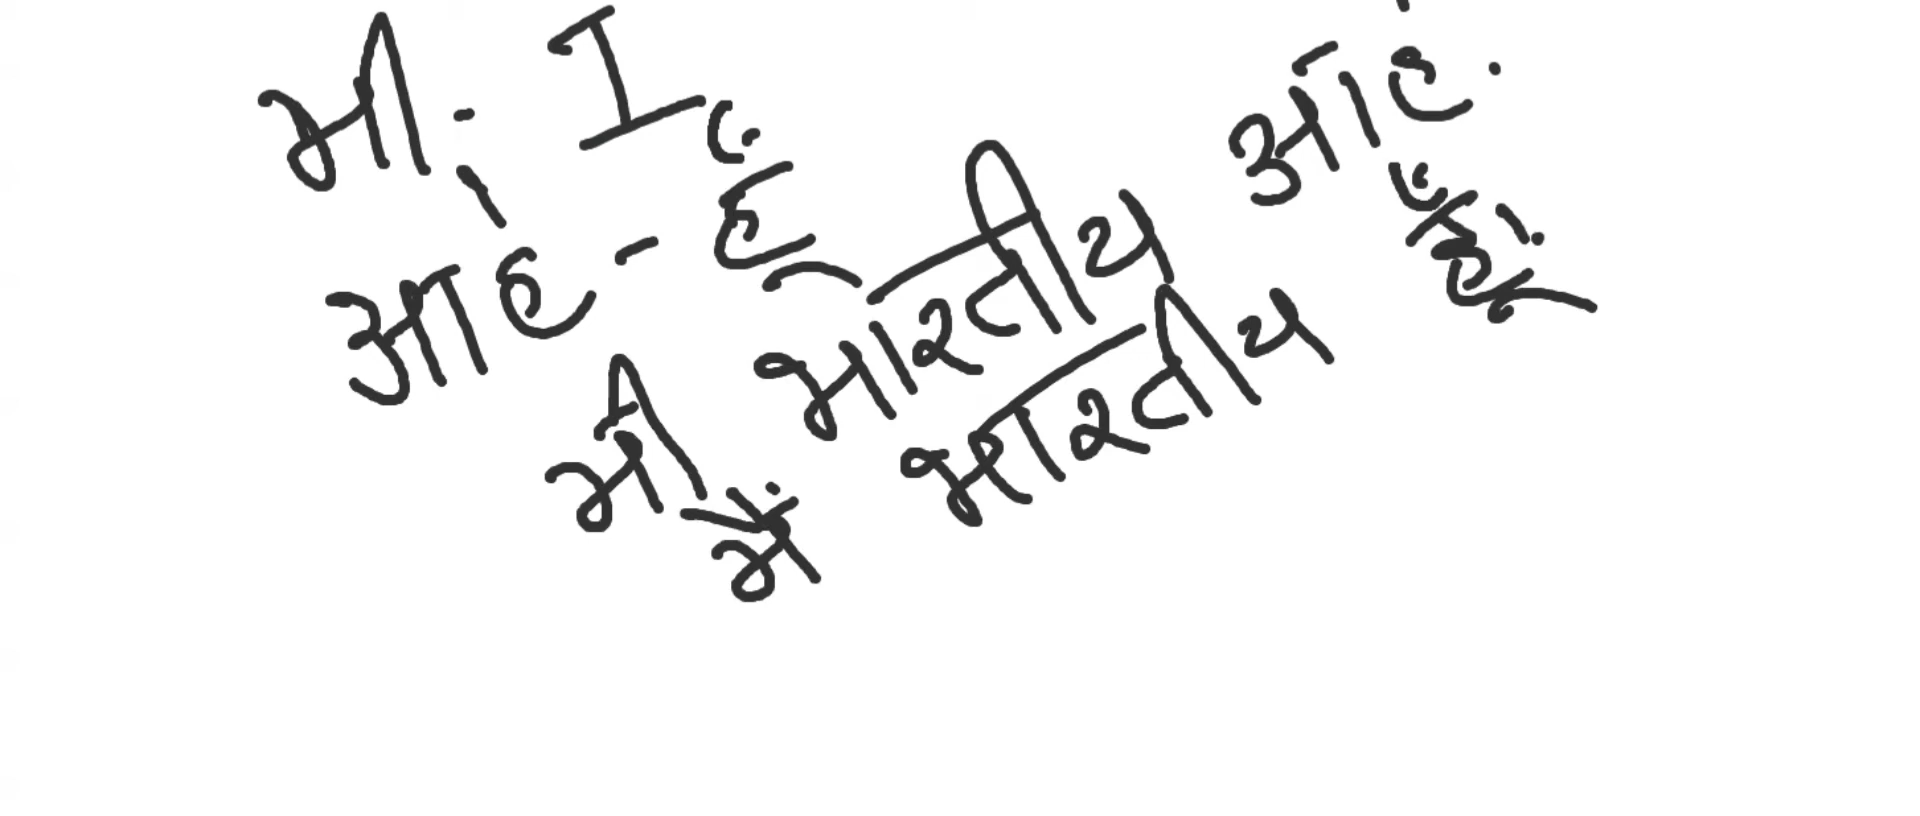 मी - I
आहे - हूँ
मी भारतीय आहे.
मैं भारतीय हूँ।